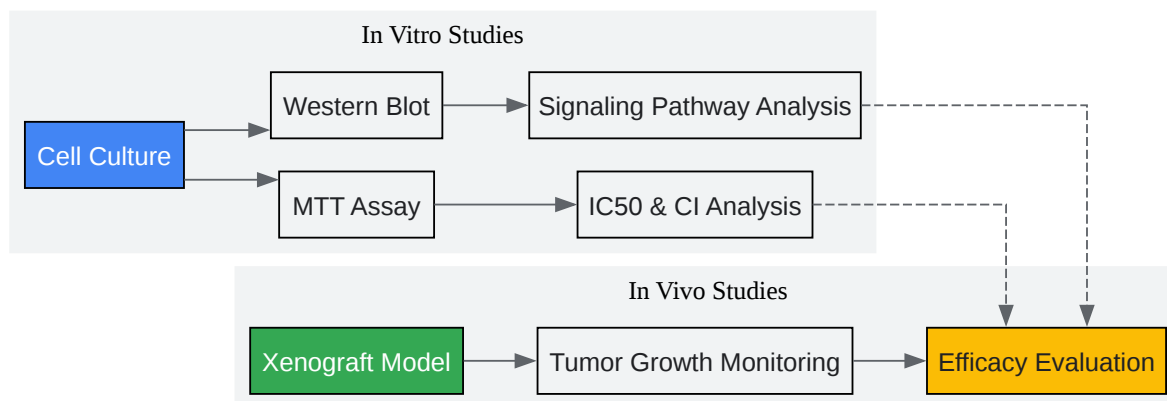 In Vitro Studies
Western Blot
Signaling Pathway Analysis
Cell Culture
MTT Assay
IC50 & CI Analysis
In Vivo Studies
Xenograft Model
Tumor Growth Monitoring
Efficacy Evaluation